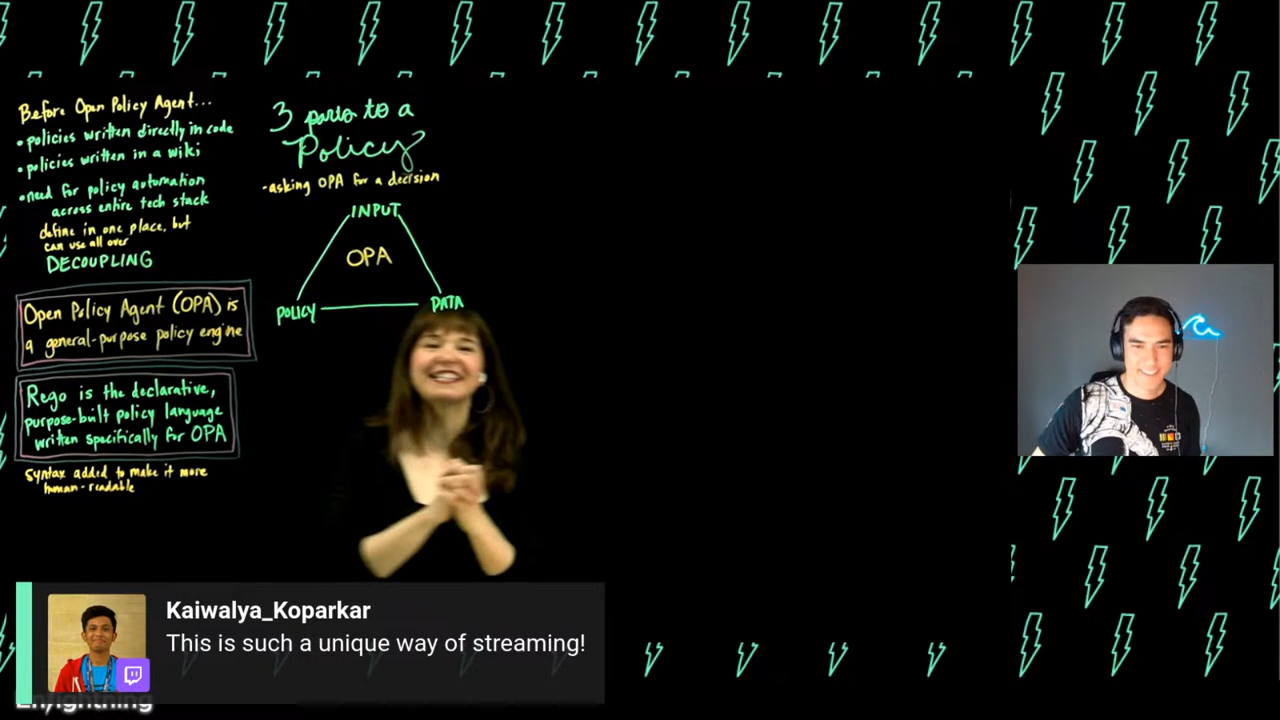 Before Open Policy Agent...
• policies written directly in code
• policies written in a wiki
• need for policy automation
across entire tech stack
define in one place, but
can use all over
DECOUPLING
Open Policy Agent (OPA) is
a general-purpose policy engine
Rego is the declarative,
purpose-built policy language
written specifically for OPA
Syntax added to make it more
human-readable
3 parts to a
Policy
- asking OPA for a decision
INPUT
OPA
POLICY
DATA
Kaiwalya_Koparkar
This is such a unique way of streaming!
Enlightning